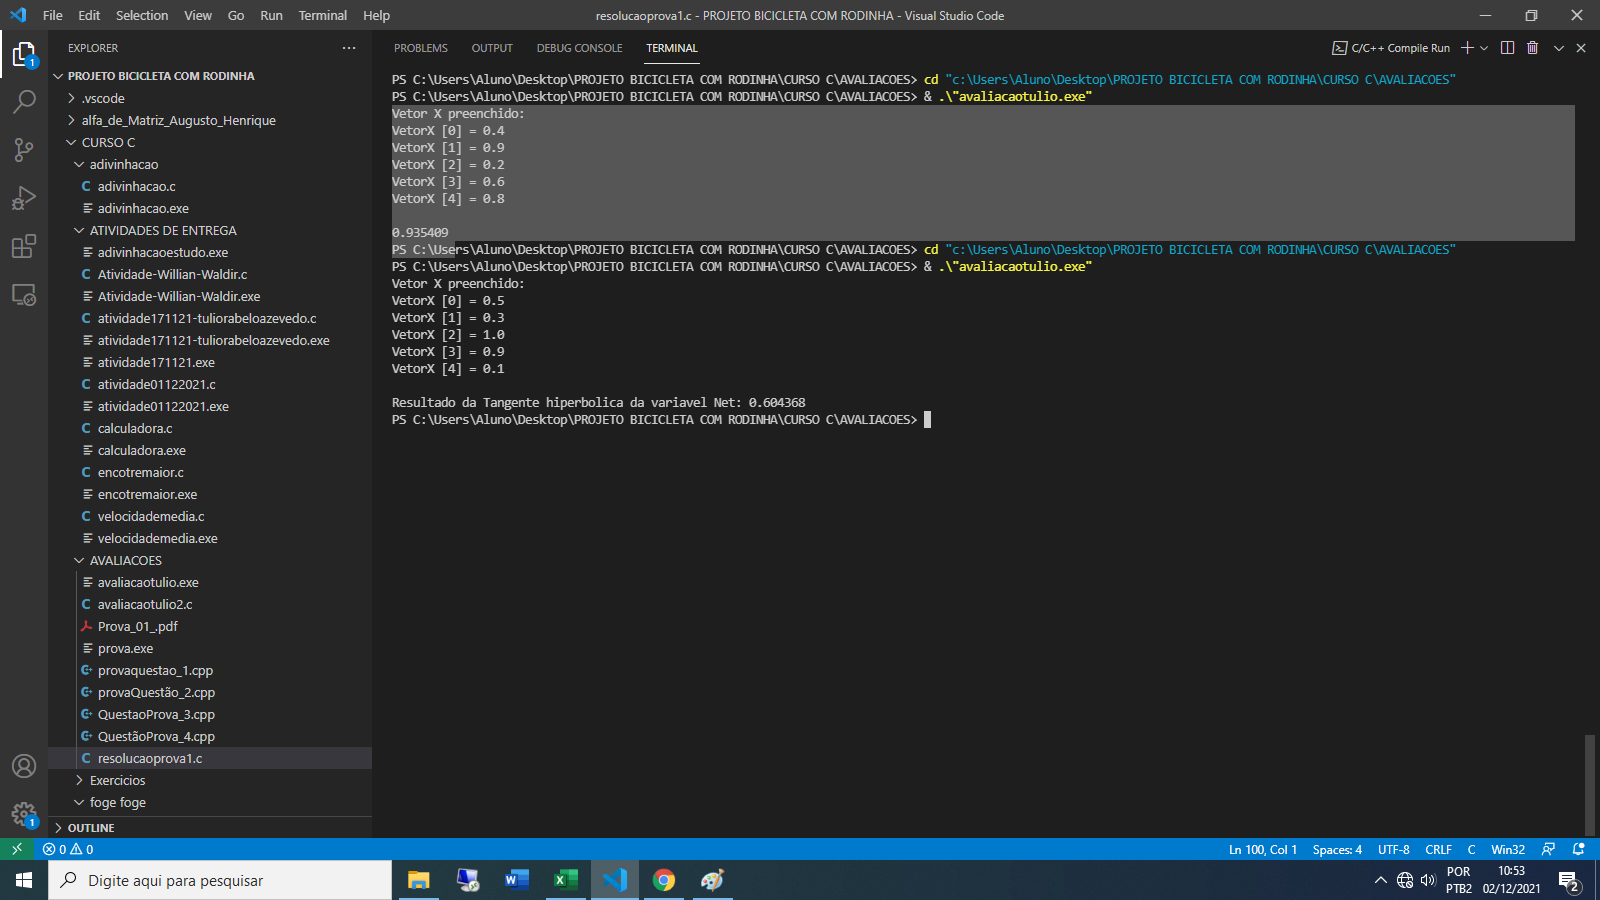 File Edit Selection View Go Run Terminal Help
resolucaoprova1.c - PROJETO BICICLETA COM RODINHA - Visual Studio Code
EXPLORER
PROJETO BICICLETA COM RODINHA
.vscode
alfa_de_Matriz_Augusto_Henrique
CURSO C
adivinhacao
adivinhacao.c
adivinhacao.exe
ATIVIDADES DE ENTREGA
adivinhacaoestudo.exe
Atividade-Willian-Waldir.c
Atividade-Willian-Waldir.exe
atividade171121-tuliorabeloazevedo.c
atividade171121-tuliorabeloazevedo.exe
atividade171121.exe
atividade01122021.c
atividade01122021.exe
calculadora.c
calculadora.exe
encotremaior.c
encotremaior.exe
velocidademedia.c
velocidademedia.exe
AVALIACOES
avaliacaotulio.exe
avaliacaotulio2.c
Prova_01_.pdf
prova.exe
provaquestao_1.cpp
provaQuestão_2.cpp
QuestaoProva_3.cpp
QuestãoProva_4.cpp
resolucaoprova1.c
Exercicios
foge foge
OUTLINE
PROBLEMS OUTPUT DEBUG CONSOLE TERMINAL
C/C++ Compile Run
PS C:\Users\Aluno\Desktop\PROJETO BICICLETA COM RODINHA\CURSO C\AVALIACOES> cd "c:\Users\Aluno\Desktop\PROJETO BICICLETA COM RODINHA\CURSO C\AVALIACOES"
PS C:\Users\Aluno\Desktop\PROJETO BICICLETA COM RODINHA\CURSO C\AVALIACOES> & .\"avaliacaotulio.exe"
Vetor X preenchido:
VetorX [0] = 0.4
VetorX [1] = 0.9
VetorX [2] = 0.2
VetorX [3] = 0.6
VetorX [4] = 0.8
0.935409
PS C:\Users\Aluno\Desktop\PROJETO BICICLETA COM RODINHA\CURSO C\AVALIACOES> cd "c:\Users\Aluno\Desktop\PROJETO BICICLETA COM RODINHA\CURSO C\AVALIACOES"
PS C:\Users\Aluno\Desktop\PROJETO BICICLETA COM RODINHA\CURSO C\AVALIACOES> & .\"avaliacaotulio.exe"
Vetor X preenchido:
VetorX [0] = 0.5
VetorX [1] = 0.3
VetorX [2] = 1.0
VetorX [3] = 0.9
VetorX [4] = 0.1
Resultado da Tangente hiperbolica da variavel Net: 0.604368
PS C:\Users\Aluno\Desktop\PROJETO BICICLETA COM RODINHA\CURSO C\AVALIACOES>
1
1
0 0
Ln 100, Col 1 Spaces: 4 UTF-8 CRLF C Win32
Digite aqui para pesquisar
POR
PTB2
10:53
02/12/2021
2